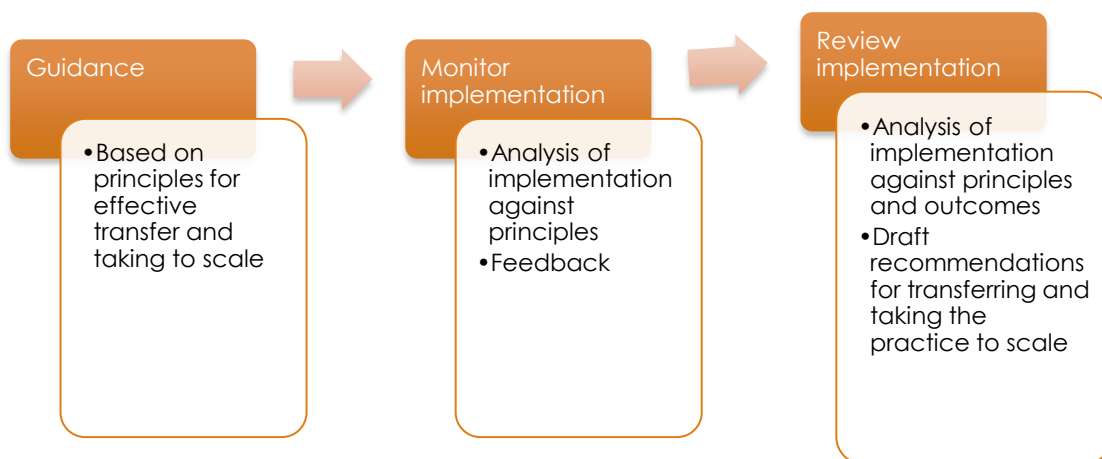 Guidance
•Based on
principles for
effective
transfer and
taking to scale
Monitor
implementation
•Analysis of
implementation
against
principles
•Feedback
Review
implementation
•Analysis of
implementation
against principles
and outcomes
•Draft
recommendations
for transferring and
taking the
practice to scale